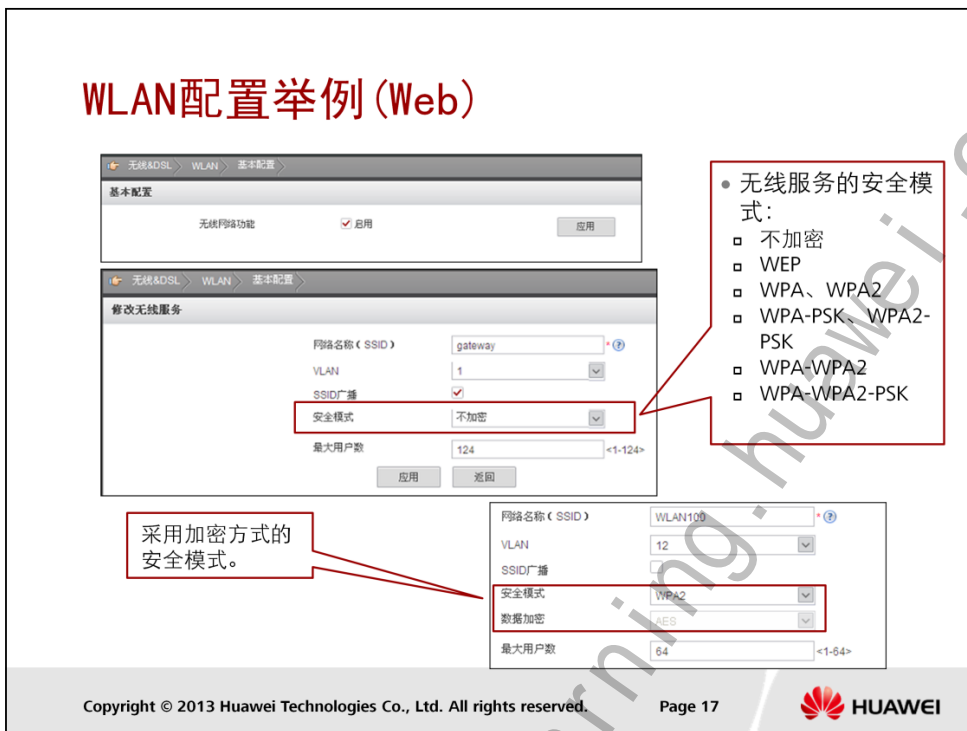 WLAN配置举例(Web)
无线&DSL WLAN 基本配置
基本配置
无线网络功能 启用 应用
无线&DSL WLAN 基本配置
修改无线服务
网络名称(SSID) gateway *
VLAN 1
SSID广播
安全模式 不加密
最大用户数 124 <1-124>
应用 返回
• 无线服务的安全模
式：
不加密
WEP
WPA、WPA2
WPA-PSK、WPA2-
PSK
WPA-WPA2
WPA-WPA2-PSK
采用加密方式的
安全模式。
网络名称(SSID) WLAN100 *
VLAN 12
SSID广播
安全模式 WPA2
数据加密 AES
最大用户数 64 <1-64>
Copyright © 2013 Huawei Technologies Co., Ltd. All rights reserved.
Page 17
HUAWEI